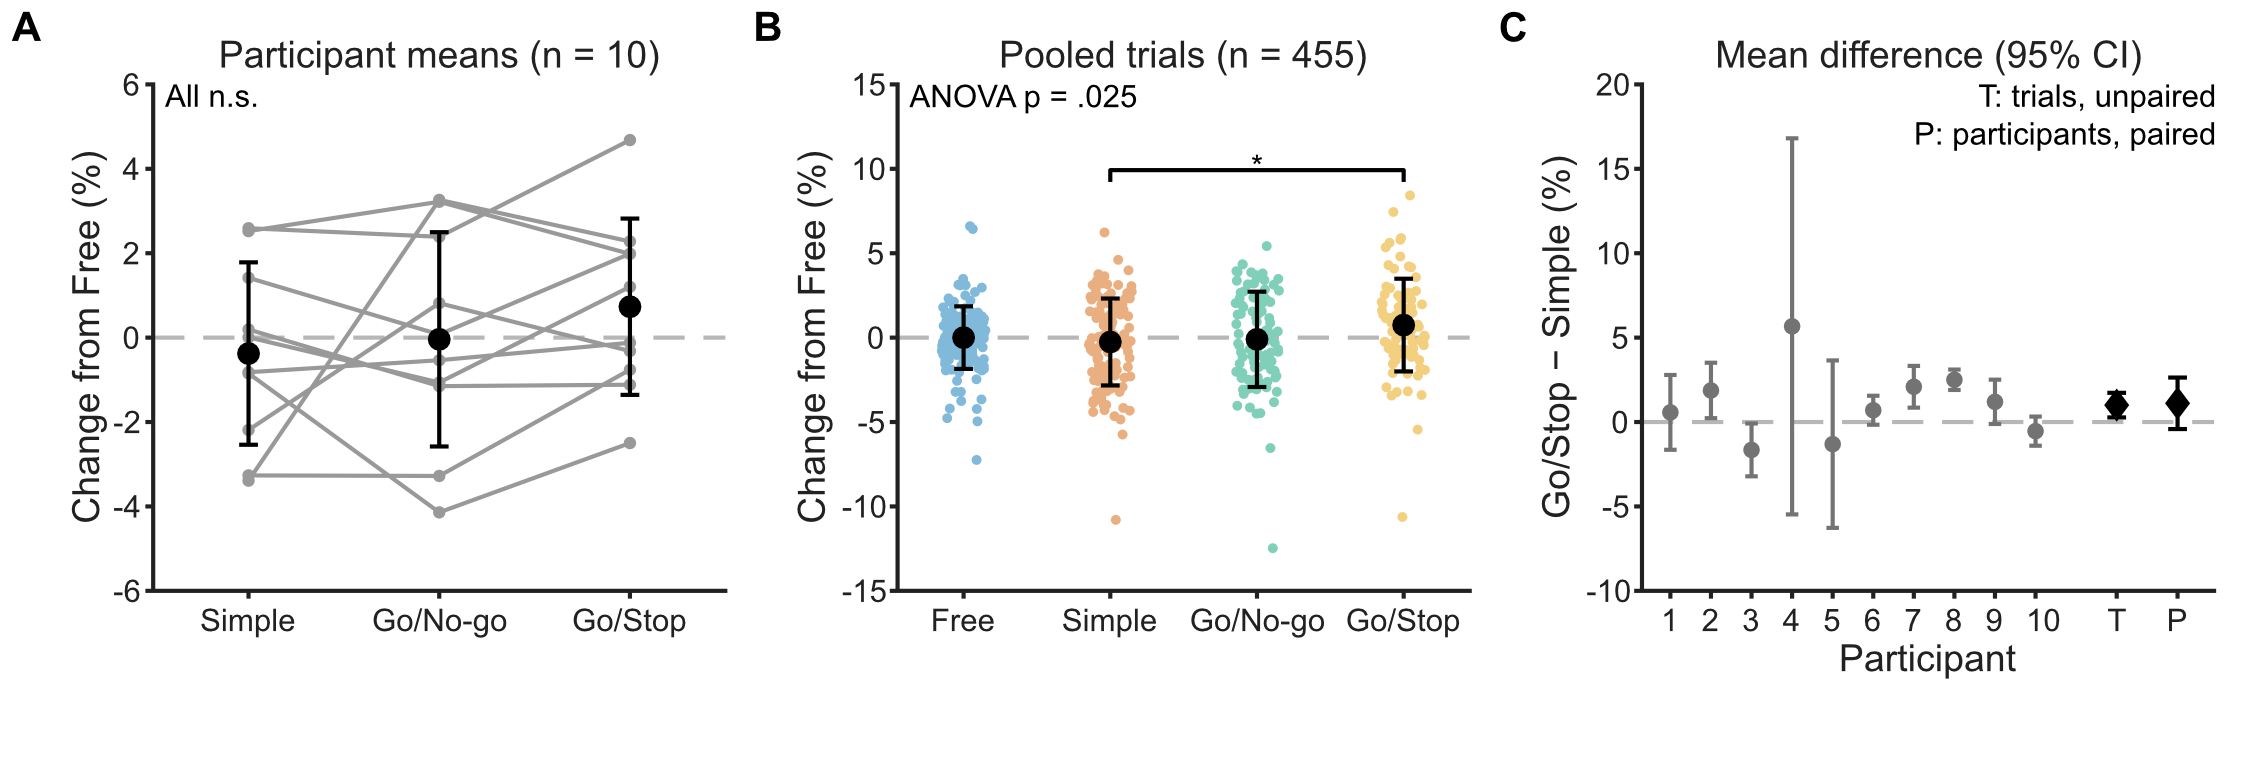 A
Participant means (n = 10)
All n.s.
Change from Free (%)
6
4
2
0
-2
-4
-6
Simple
Go/No-go
Go/Stop
B
Pooled trials (n = 455)
ANOVA p = .025
*
Change from Free (%)
15
10
5
0
-5
-10
-15
Free
Simple
Go/No-go
Go/Stop
C
Mean difference (95% CI)
T: trials, unpaired
P: participants, paired
Go/Stop − Simple (%)
20
15
10
5
0
-5
-10
1 2 3 4 5 6 7 8 9 10 T P
Participant